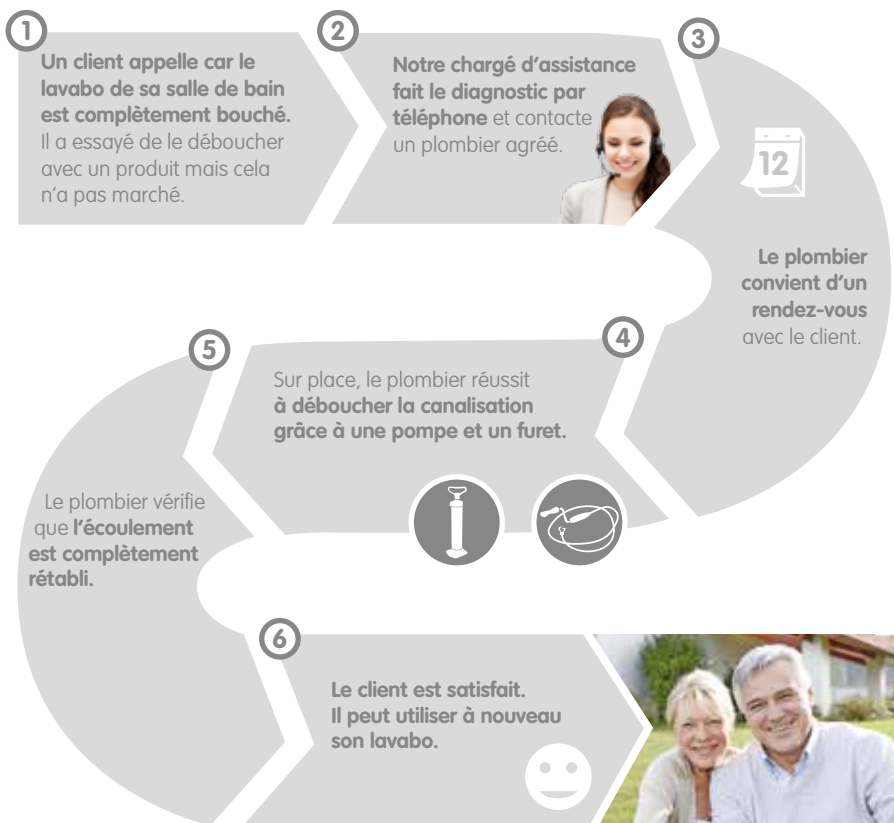 1
Un client appelle car le
lavabo de sa salle de bain
est complètement bouché.
Il a essayé de le déboucher
avec un produit mais cela
n'a pas marché.
2
Notre chargé d'assistance
fait le diagnostic par
téléphone et contacte
un plombier agréé.
3
12
Le plombier
convient d'un
rendez-vous
avec le client.
4
Sur place, le plombier réussit
à déboucher la canalisation
grâce à une pompe et un furet.
5
Le plombier vérifie
que l'écoulement
est complètement
rétabli.
6
Le client est satisfait.
Il peut utiliser à nouveau
son lavabo.